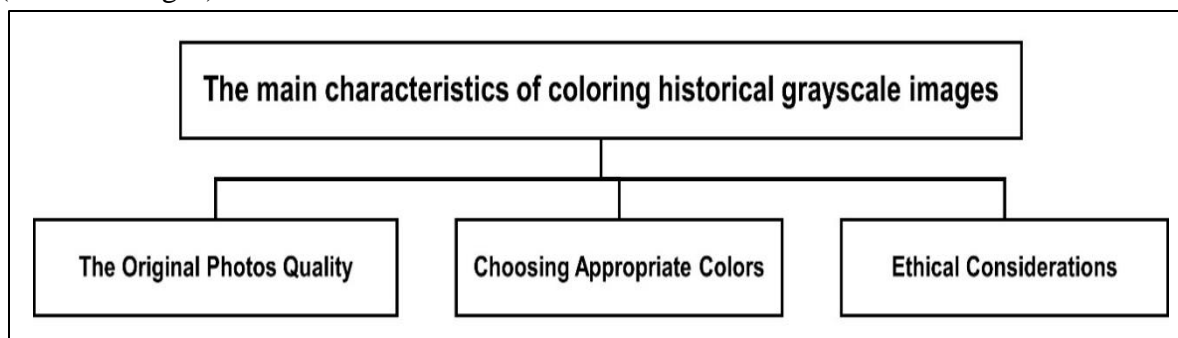 The main characteristics of coloring historical grayscale images
The Original Photos Quality
Choosing Appropriate Colors
Ethical Considerations